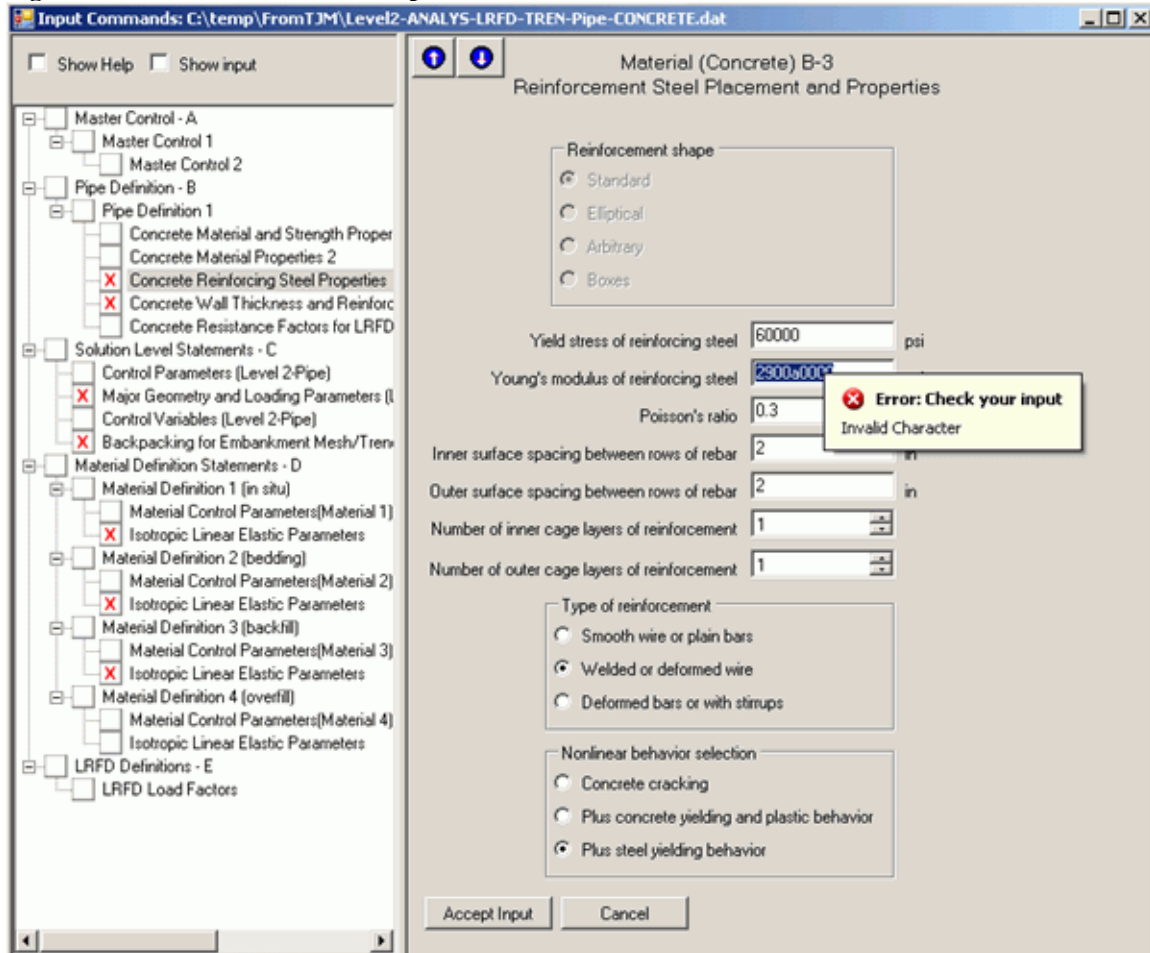 Input Commands: C:\temp\FromTJM\Level2-ANALYS-LRFD-TREN-Pipe-CONCRETE.dat
Show Help Show input
Master Control - A
Master Control 1
Master Control 2
Pipe Definition - B
Pipe Definition 1
Concrete Material and Strength Proper
Concrete Material Properties 2
X Concrete Reinforcing Steel Properties
X Concrete Wall Thickness and Reinforc
Concrete Resistance Factors for LRFD
Solution Level Statements - C
Control Parameters (Level 2-Pipe)
X Major Geometry and Loading Parameters (L
Control Variables (Level 2-Pipe)
X Backpacking for Embankment Mesh/Tren
Material Definition Statements - D
Material Definition 1 (in situ)
Material Control Parameters(Material 1)
X Isotropic Linear Elastic Parameters
Material Definition 2 (bedding)
Material Control Parameters(Material 2)
X Isotropic Linear Elastic Parameters
Material Definition 3 (backfill)
Material Control Parameters(Material 3)
X Isotropic Linear Elastic Parameters
Material Definition 4 (overfill)
Material Control Parameters(Material 4)
Isotropic Linear Elastic Parameters
LRFD Definitions - E
LRFD Load Factors
Material (Concrete) B-3
Reinforcement Steel Placement and Properties
Reinforcement shape
Standard
Elliptical
Arbitrary
Boxes
Yield stress of reinforcing steel 60000 psi
Young's modulus of reinforcing steel 2900a0000
Error: Check your input
Invalid Character
Poisson's ratio 0.3
Inner surface spacing between rows of rebar 2 in
Outer surface spacing between rows of rebar 2 in
Number of inner cage layers of reinforcement 1
Number of outer cage layers of reinforcement 1
Type of reinforcement
Smooth wire or plain bars
Welded or deformed wire
Deformed bars or with stirrups
Nonlinear behavior selection
Concrete cracking
Plus concrete yielding and plastic behavior
Plus steel yielding behavior
Accept Input Cancel